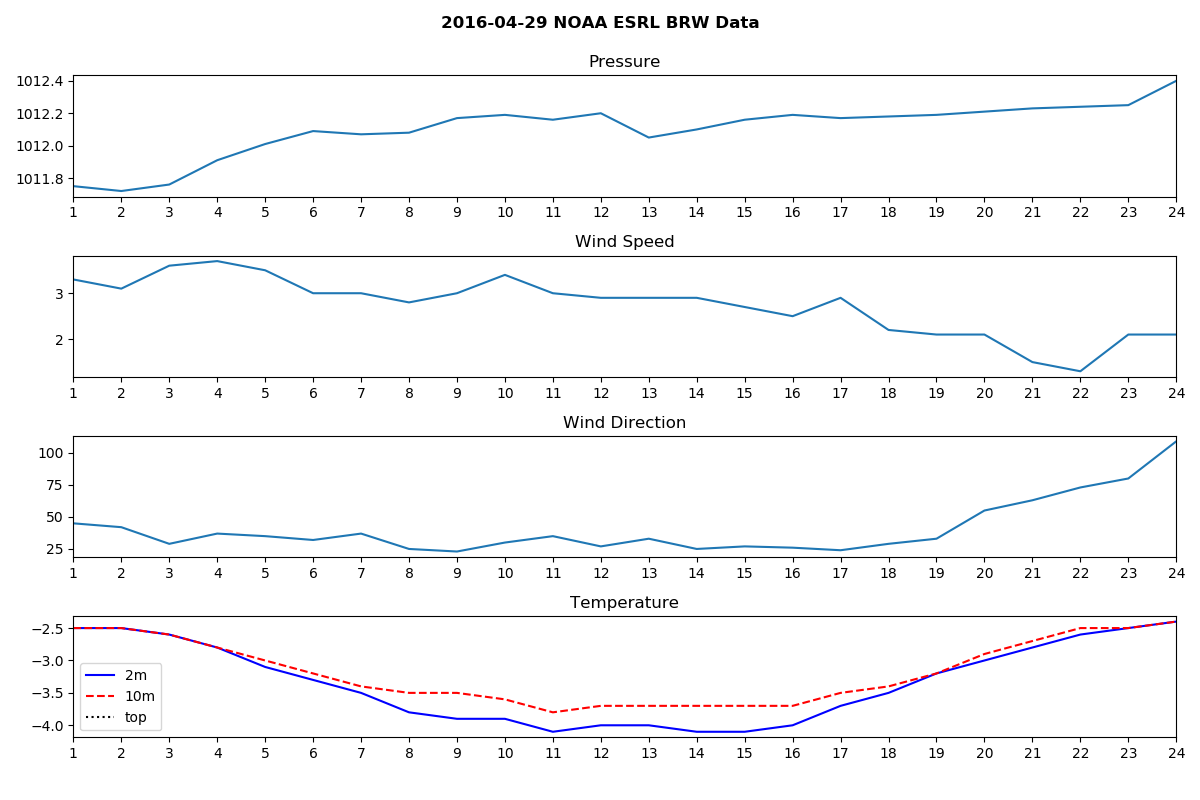 2016-04-29 NOAA ESRL BRW Data
Pressure
1012.4
1012.2
1012.0
1011.8
1 2 3 4 5 6 7 8 9 10 11 12 13 14 15 16 17 18 19 20 21 22 23 24
Wind Speed
3
2
1 2 3 4 5 6 7 8 9 10 11 12 13 14 15 16 17 18 19 20 21 22 23 24
Wind Direction
100
75
50
25
1 2 3 4 5 6 7 8 9 10 11 12 13 14 15 16 17 18 19 20 21 22 23 24
Temperature
−2.5
−3.0
−3.5
−4.0
2m
10m
top
1 2 3 4 5 6 7 8 9 10 11 12 13 14 15 16 17 18 19 20 21 22 23 24